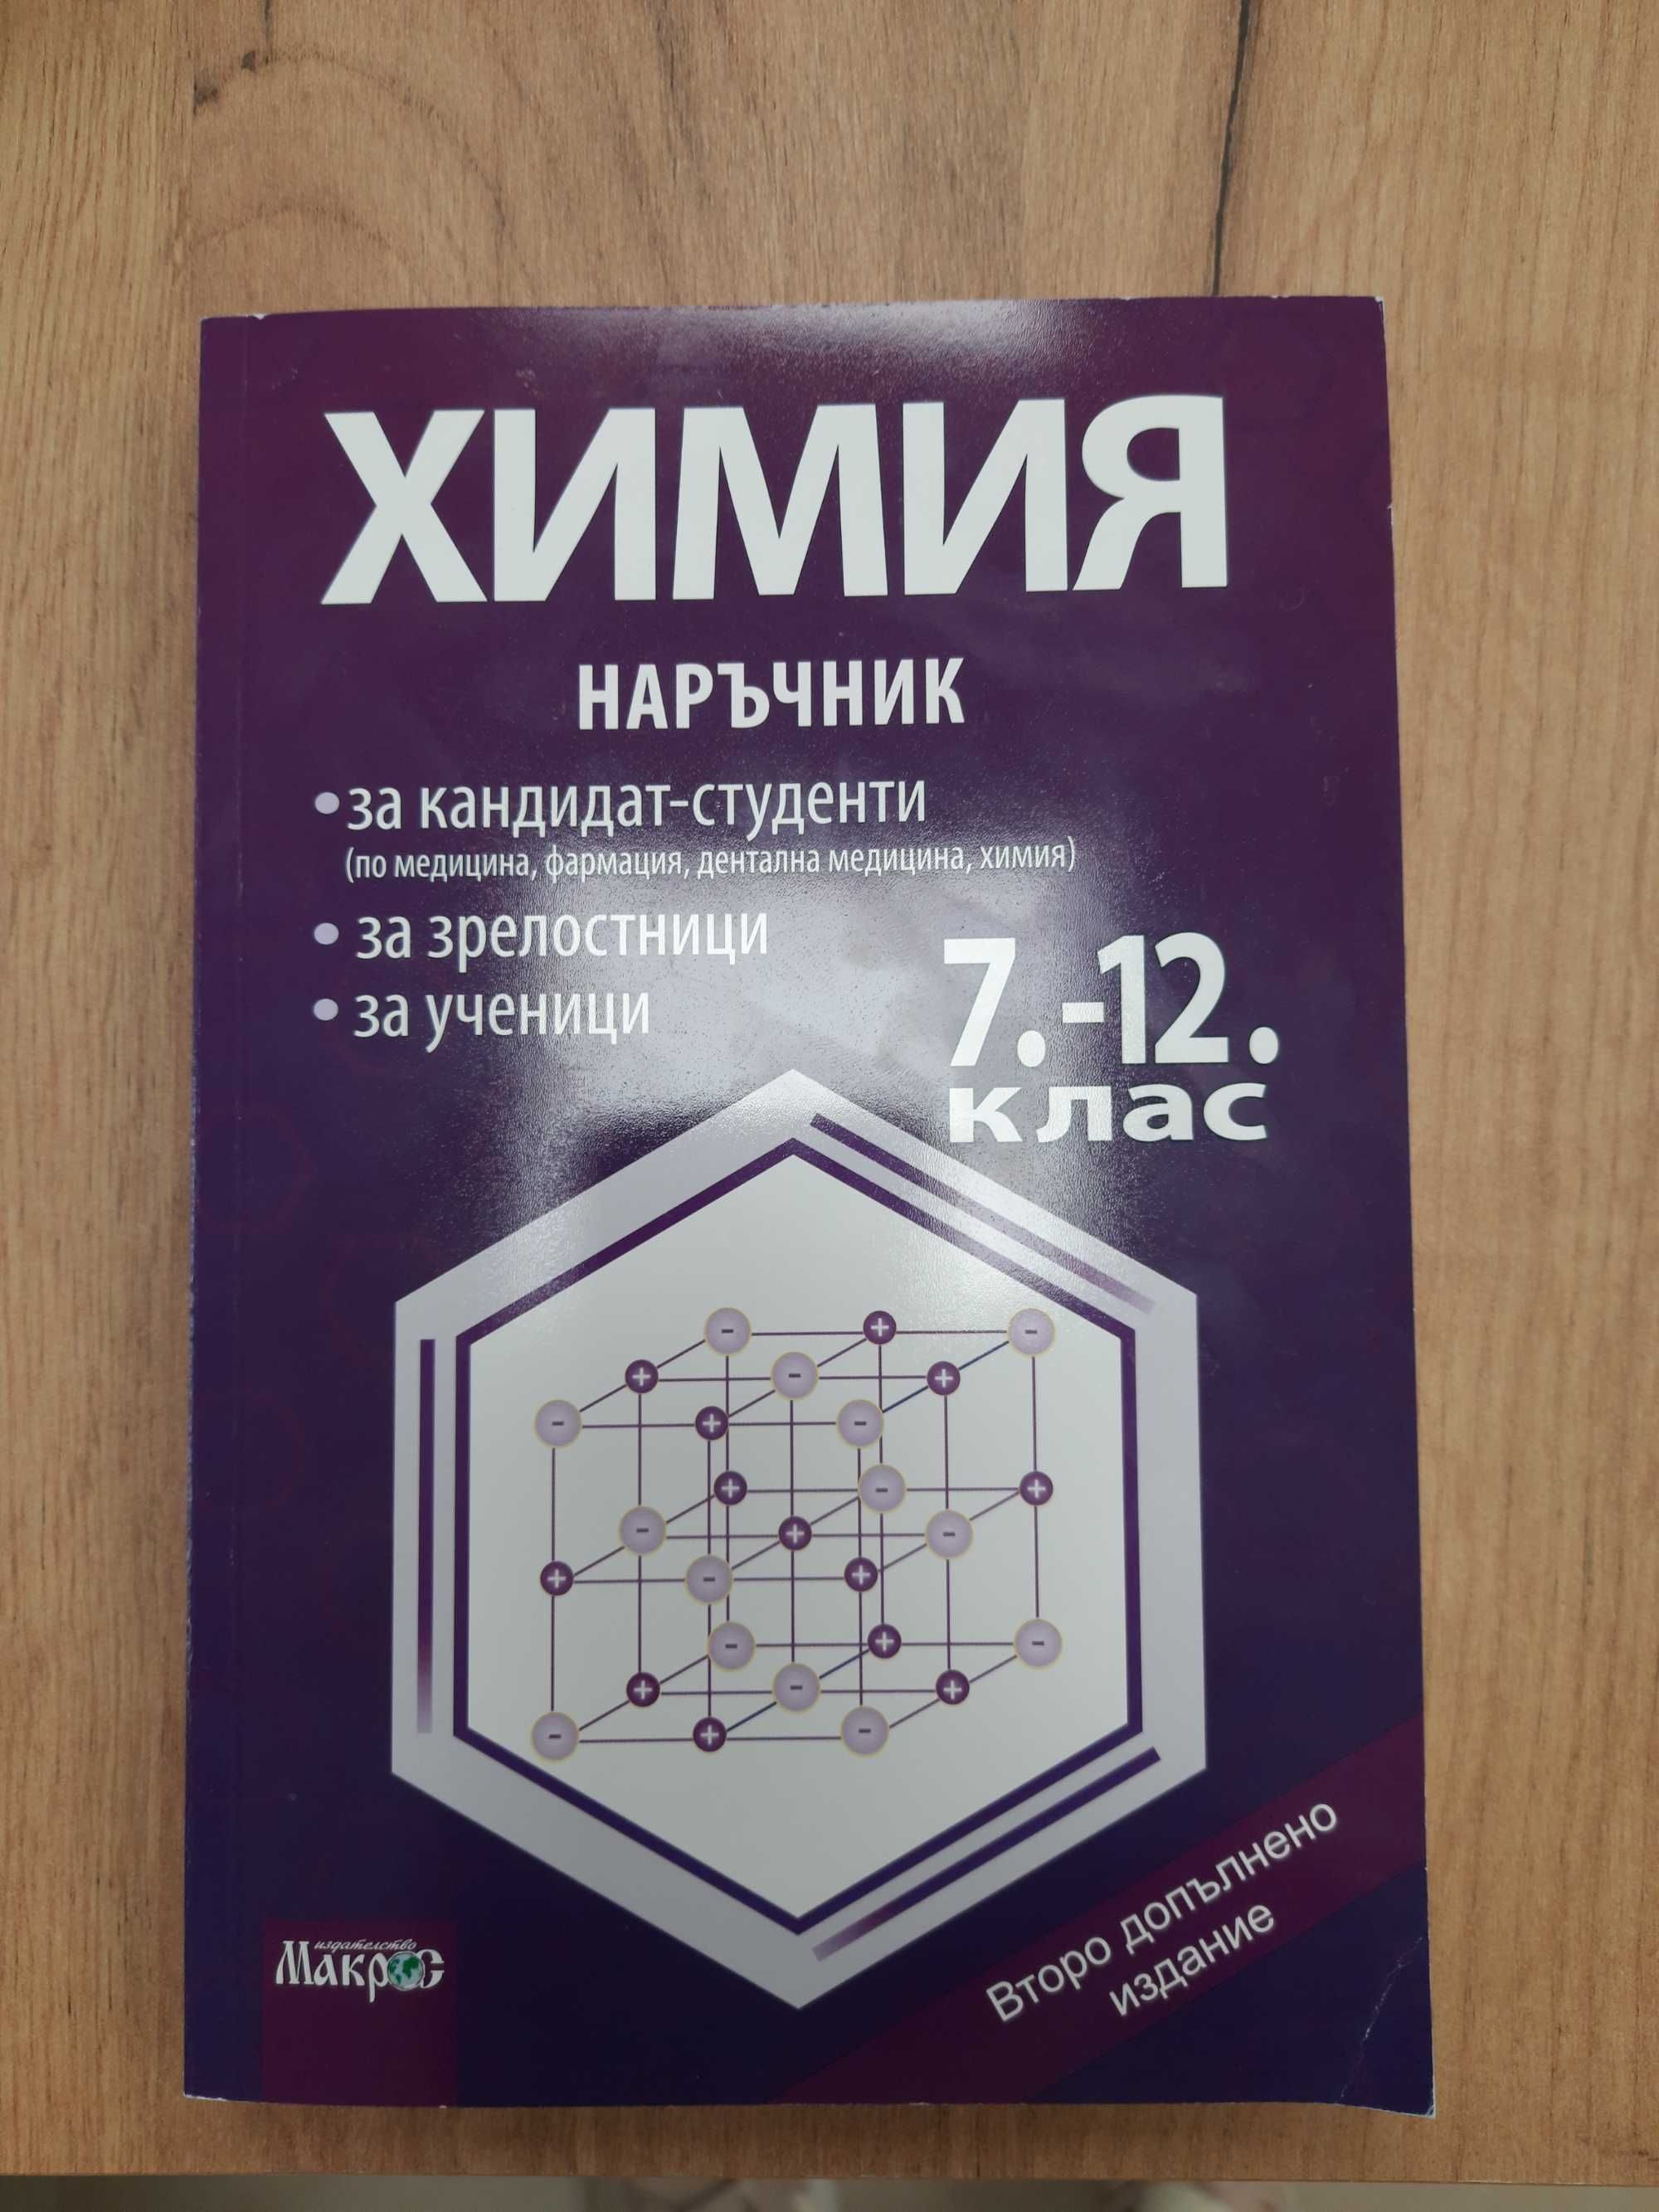 ХИМИЯ
НАРЪЧНИК
•за кандидат-студенти
(по медицина, фармация, дентална медицина, химия)
• за зрелостници
• за ученици
7.-12.
клас
издателство
Макрос
Второ допълнено
издание